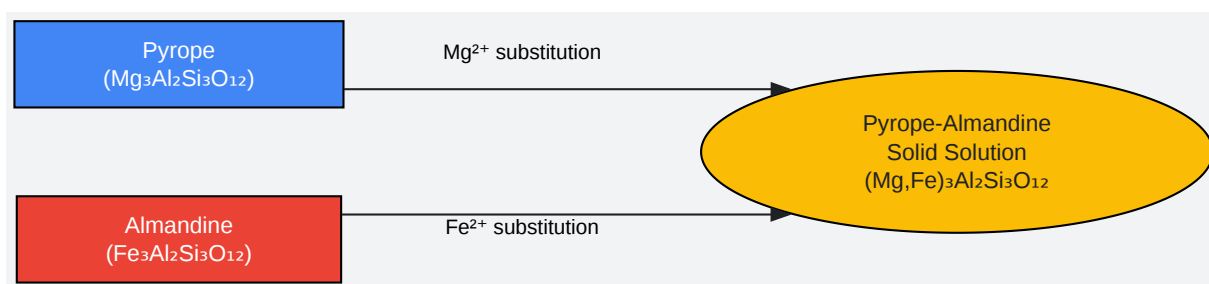 Pyrope
(Mg₃Al₂Si₃O₁₂)
Mg²⁺ substitution
Pyrope-Almandine
Solid Solution
(Mg,Fe)₃Al₂Si₃O₁₂
Almandine
(Fe₃Al₂Si₃O₁₂)
Fe²⁺ substitution